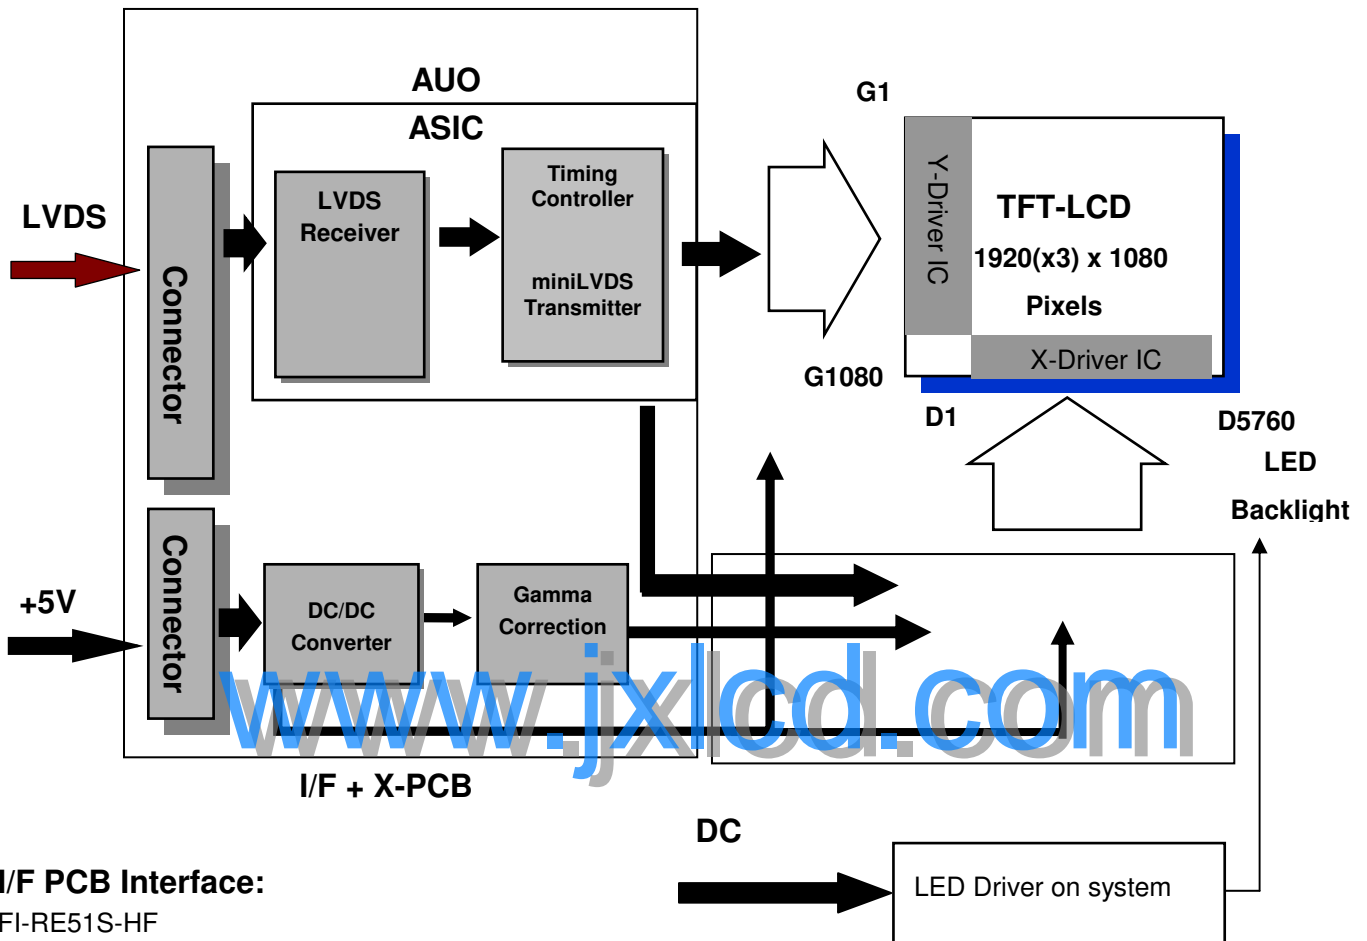 AUO
ASIC
G1
LVDS
Connector
LVDS
Receiver
Timing
Controller
miniLVDS
Transmitter
Y-Driver IC
TFT-LCD
1920(x3) x 1080
Pixels
X-Driver IC
G1080
D1
D5760
LED
Backlight
+5V
Connector
DC/DC
Converter
Gamma
Correction
www.jxlcd.com
I/F + X-PCB
DC
LED Driver on system
I/F PCB Interface:
FI-RE51S-HF